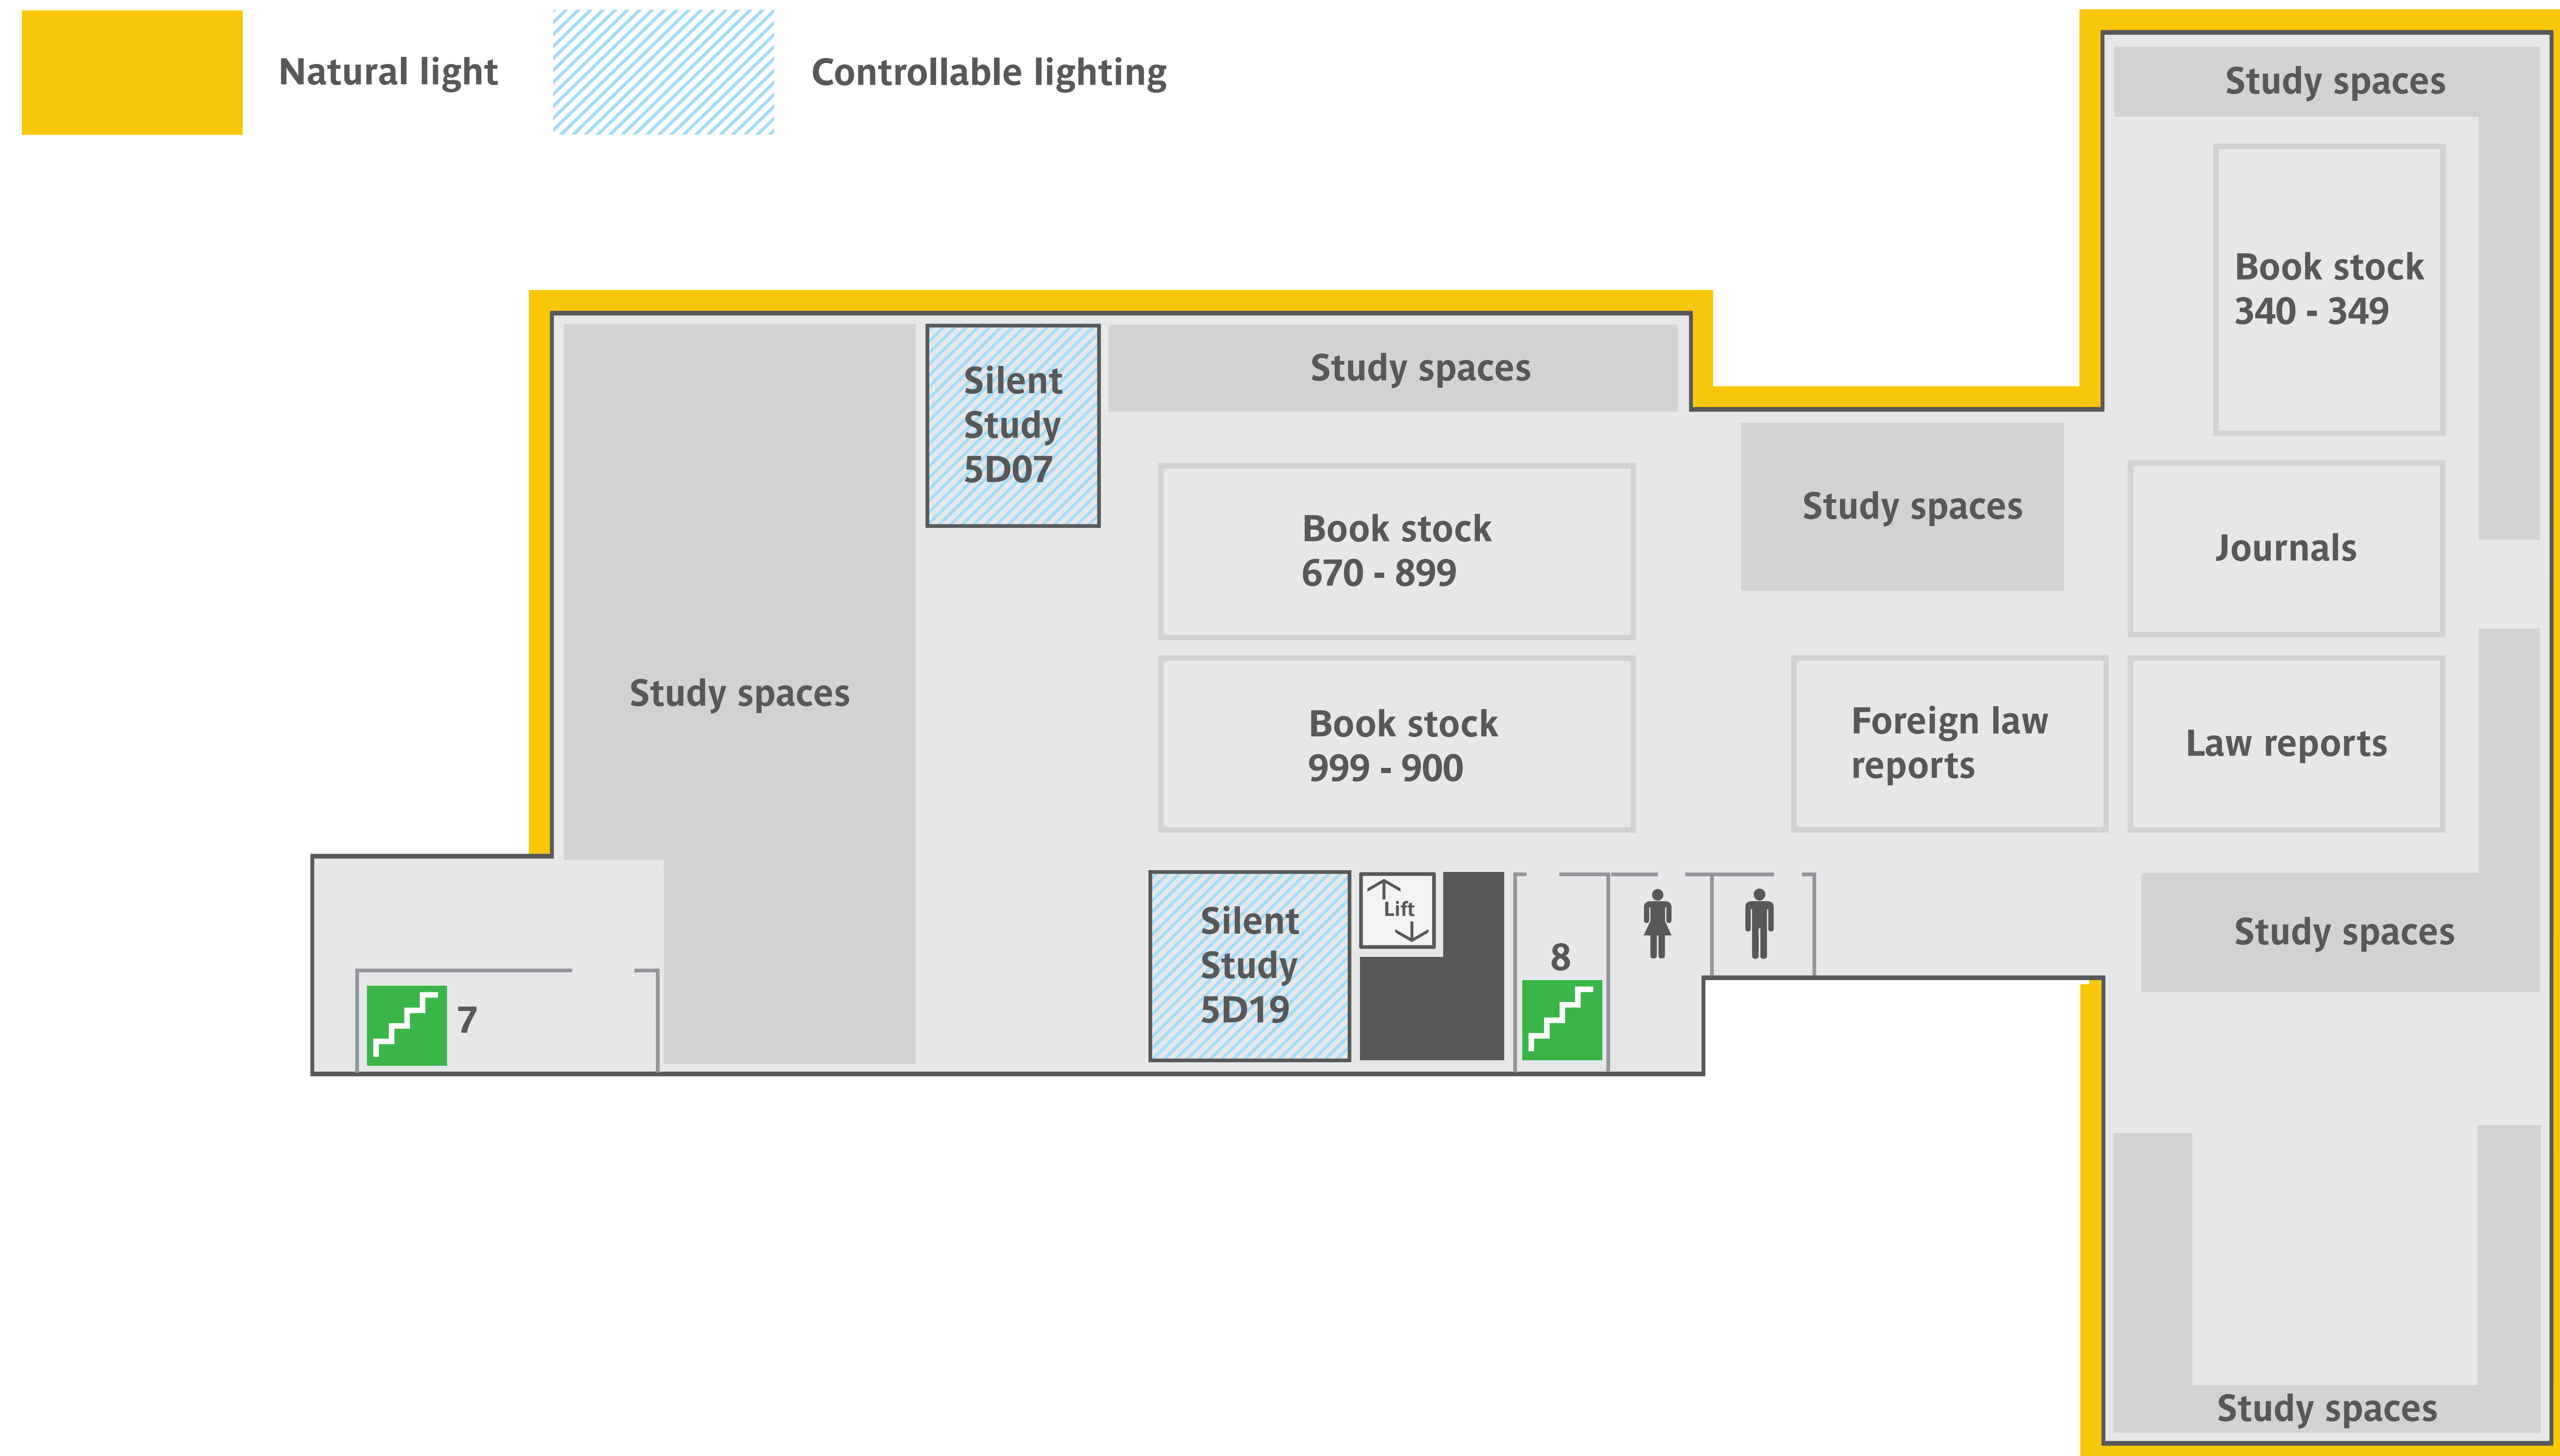 Natural light
Controllable lighting
Study spaces
Book stock
340 - 349
Silent
Study
5D07
Study spaces
Book stock
670 - 899
Study spaces
Journals
Study spaces
Book stock
999 - 900
Foreign law
reports
Law reports
Silent
Study
5D19
Lift
8
Study spaces
7
Study spaces